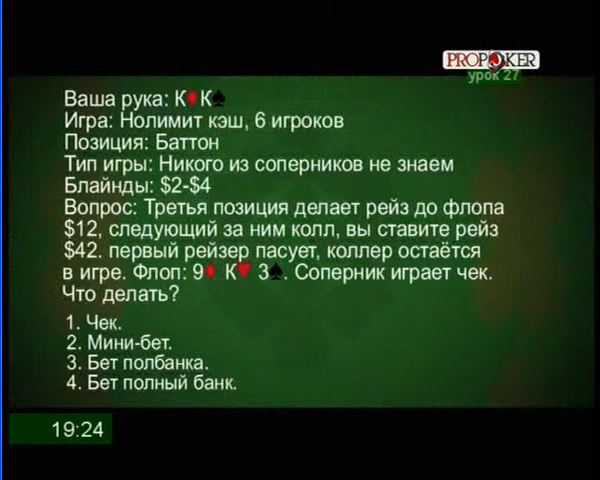 PROPOKER
урок 27
Ваша рука: К♦К♠
Игра: Нолимит кэш, 6 игроков
Позиция: Баттон
Тип игры: Никого из соперников не знаем
Блайнды: $2-$4
Вопрос: Третья позиция делает рейз до флопа
$12, следующий за ним колл, вы ставите рейз
$42. первый рейзер пасует, коллер остаётся
в игре. Флоп: 9♦ К♥ 3♠. Соперник играет чек.
Что делать?
1. Чек.
2. Мини-бет.
3. Бет полбанка.
4. Бет полный банк.
19:24